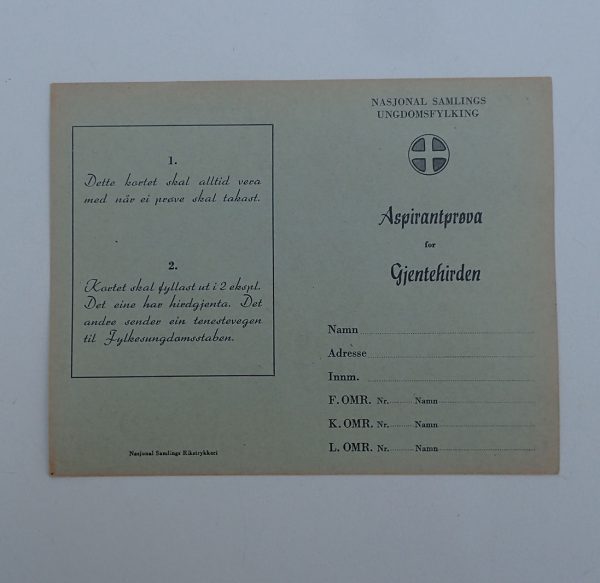 1.
Dette kortet skal alltid vera
med når ei prøve skal takast.
2.
Kortet skal fyllast ut i 2 ekspl.
Det eine har hirdgjenta. Det
andre sender ein tenestevegen
til Fylkesungdomsstaben.
Nasjonal Samlings Rikstrykkeri
NASJONAL SAMLINGS
UNGDOMSFYLKING
Aspirantprøva
for
Gjentehirden
Namn
Adresse
Innm.
F. OMR. Nr. Namn
K. OMR. Nr. Namn
L. OMR. Nr. Namn